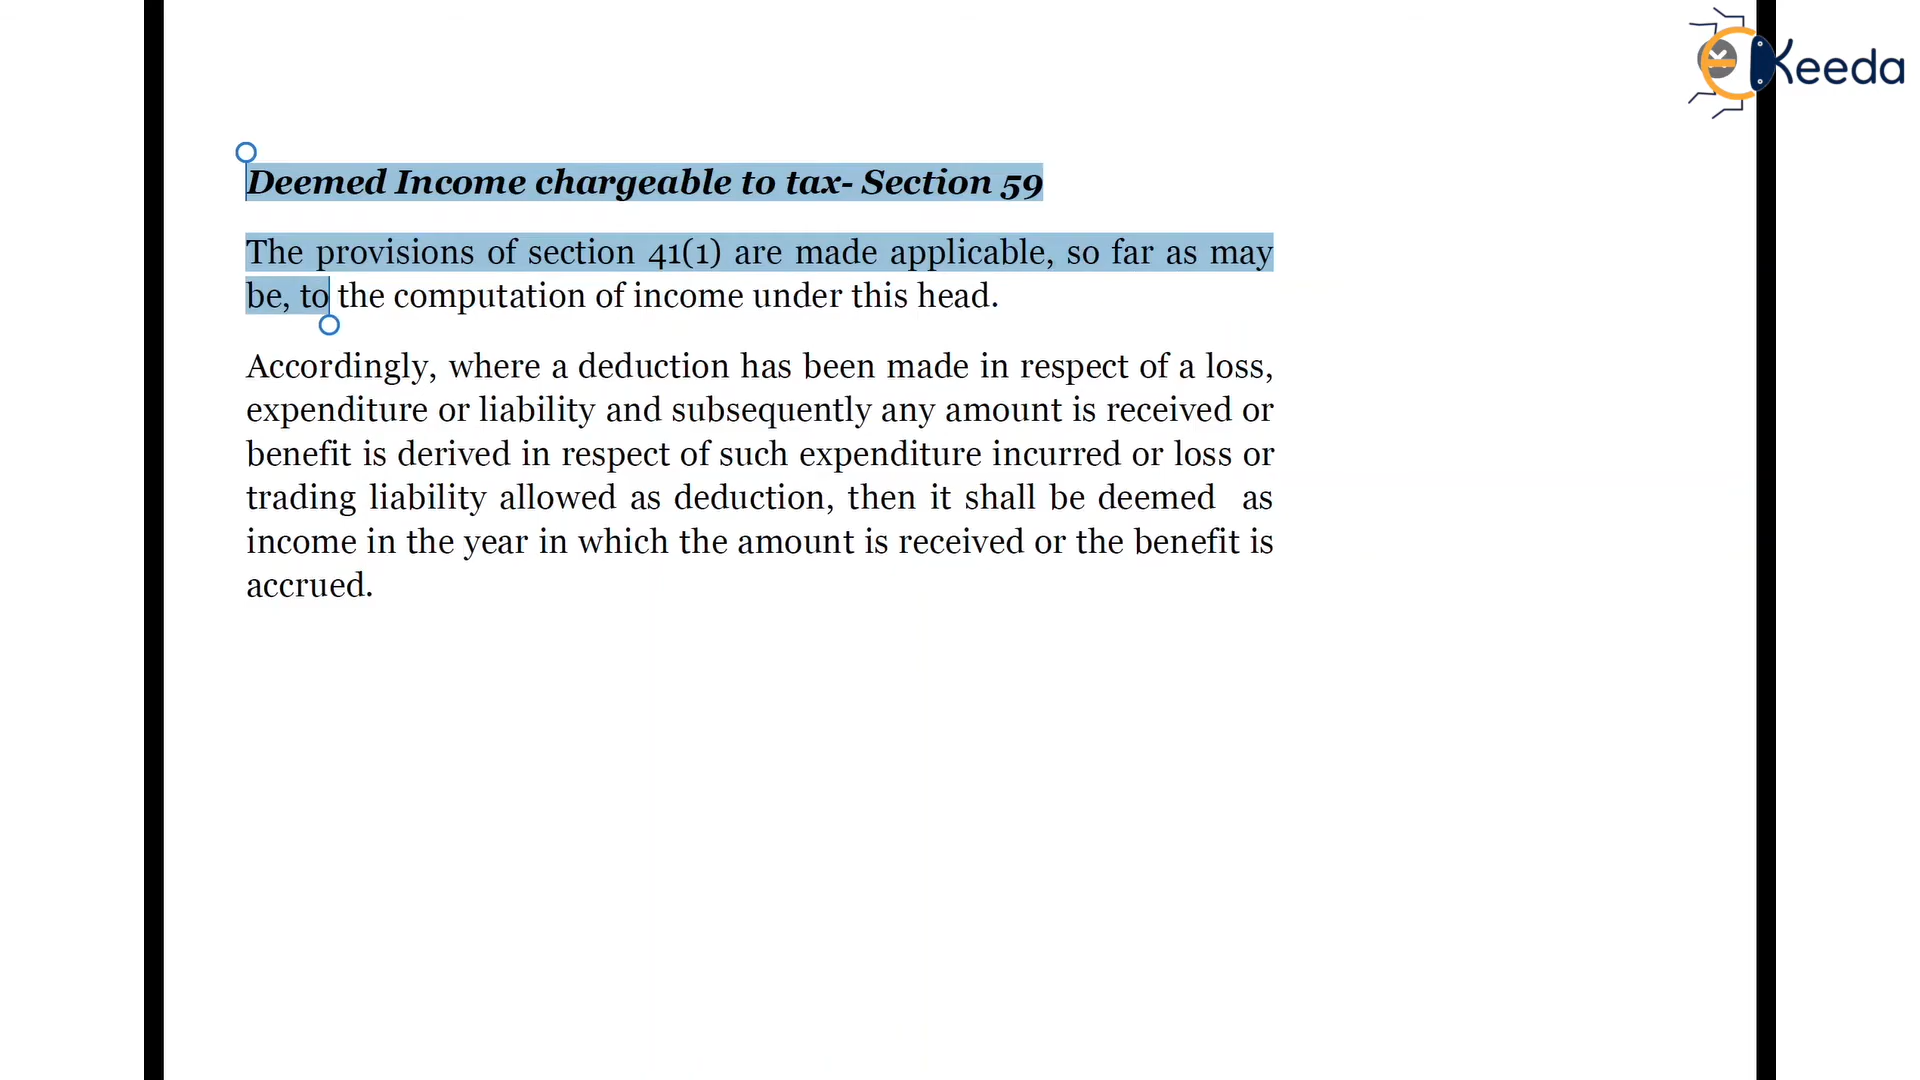 Keeda
Deemed Income chargeable to tax- Section 59
The provisions of section 41(1) are made applicable, so far as may
be, to the computation of income under this head.
Accordingly, where a deduction has been made in respect of a loss,
expenditure or liability and subsequently any amount is received or
benefit is derived in respect of such expenditure incurred or loss or
trading liability allowed as deduction, then it shall be deemed as
income in the year in which the amount is received or the benefit is
accrued.